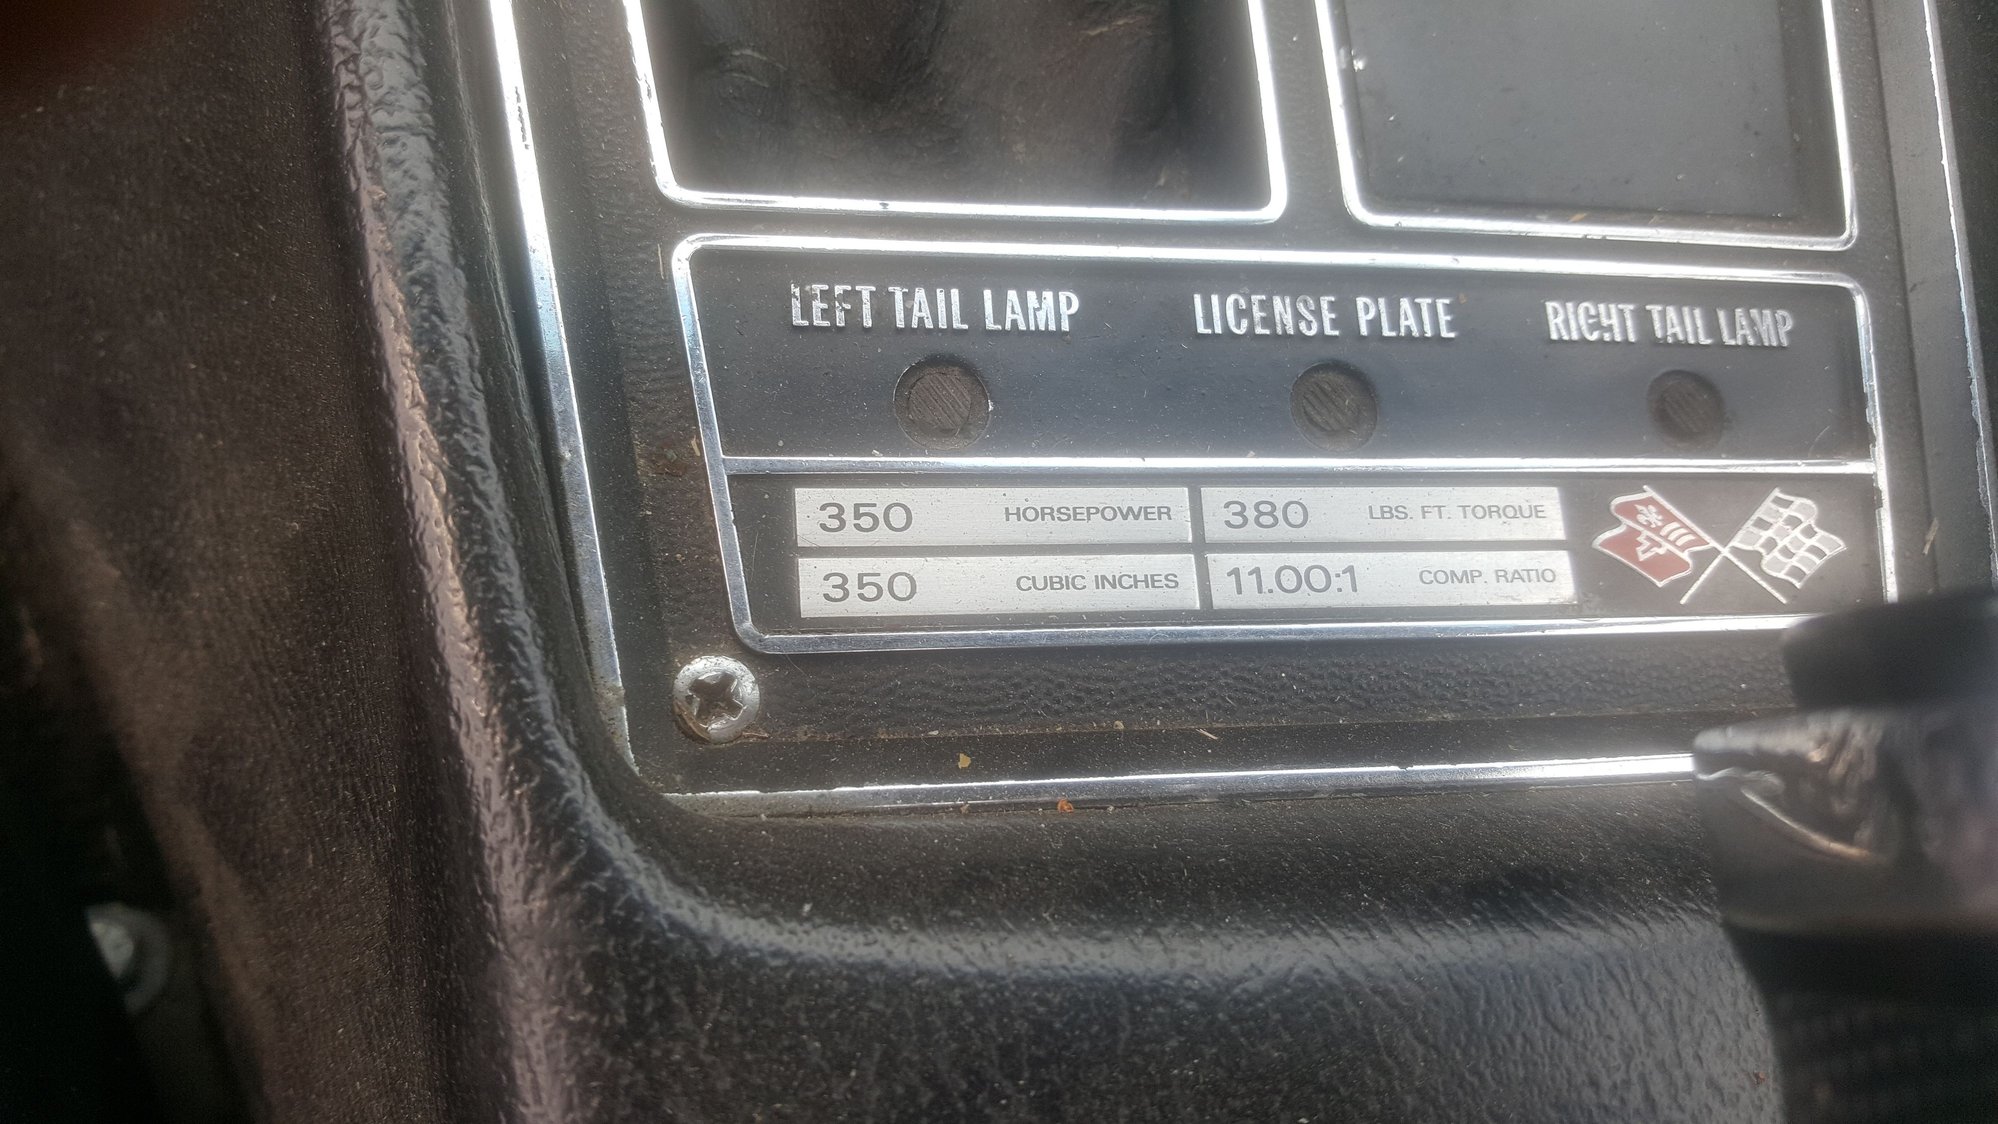 LEFT TAIL LAMP
LICENSE PLATE
RIGHT TAIL LAMP
350 HORSEPOWER
380 LBS. FT. TORQUE
350 CUBIC INCHES
11.00:1 COMP. RATIO